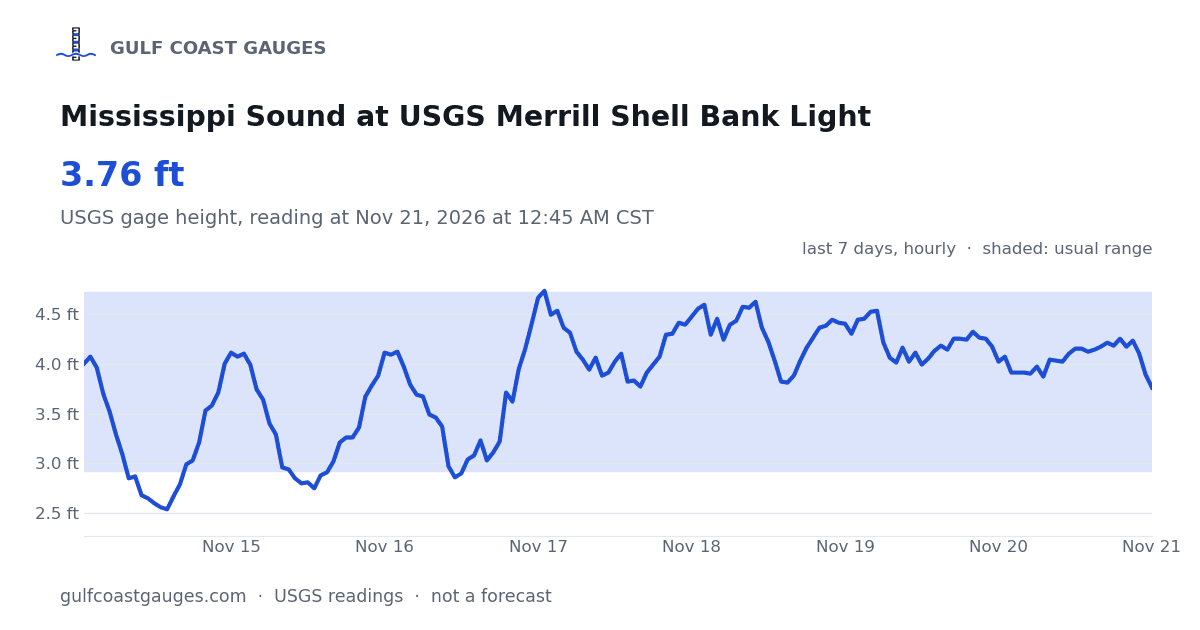 GULF COAST GAUGES
Mississippi Sound at USGS Merrill Shell Bank Light
3.76 ft
USGS gage height, reading at Nov 21, 2026 at 12:45 AM CST
last 7 days, hourly · shaded: usual range
4.5 ft
4.0 ft
3.5 ft
3.0 ft
2.5 ft
Nov 15 Nov 16 Nov 17 Nov 18 Nov 19 Nov 20 Nov 21
gulfcoastgauges.com · USGS readings · not a forecast